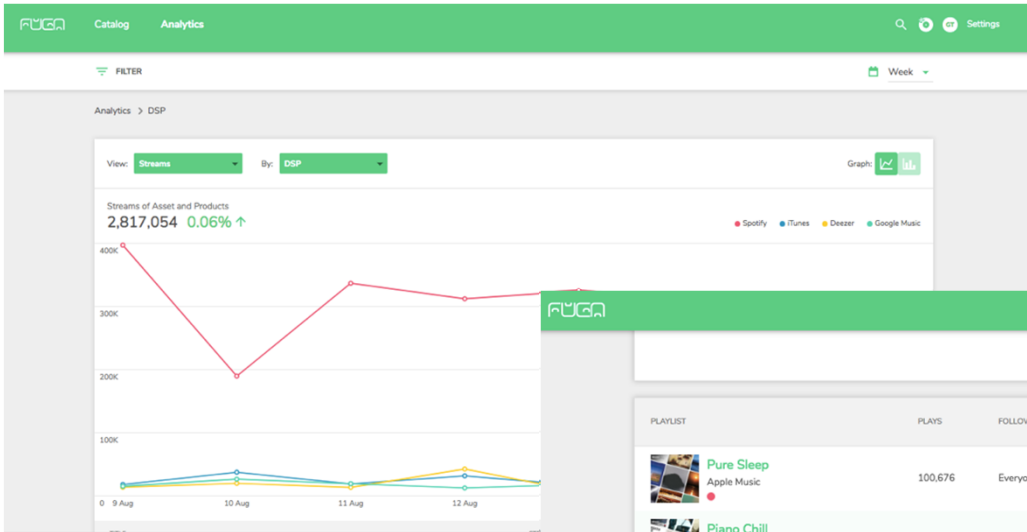 FUGA Catalog Analytics GT Settings
FILTER Week
Analytics > DSP
View: Streams By: DSP Graph:
Streams of Asset and Products
2,817,054 0.06% ↑
Spotify iTunes Deezer Google Music
400K
300K
200K
100K
0 9 Aug 10 Aug 11 Aug 12 Aug
FUGA
PLAYLIST PLAYS FOLLOW
Pure Sleep
Apple Music
100,676 Everyo
Piano Chill